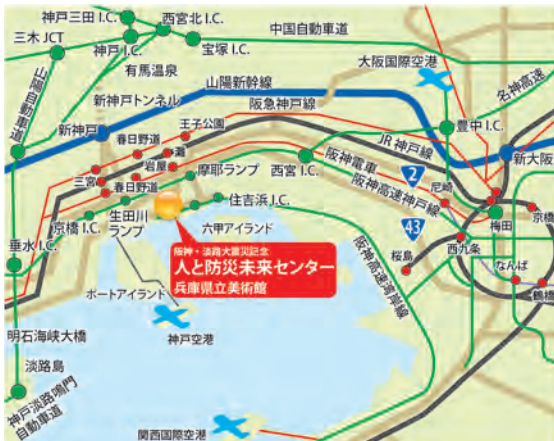 神戸三田 I.C.
西宮北 I.C.
中国自動車道
三木 JCT
神戸 I.C.
宝塚 I.C.
大阪国際空港
有馬温泉
名神高速
山陽自動車道
山陽新幹線
新神戸トンネル
阪急神戸線
豊中 I.C.
王子公園
新神戸
春日野道
JR 神戸線
灘
岩屋
摩耶ランプ
西宮 I.C.
阪神電車
新大阪
三宮
春日野道
阪神高速神戸線
2
尼崎
住吉浜 I.C.
梅田
京橋
京橋 I.C.
生田川
ランプ
43
六甲アイランド
西九条
垂水 I.C.
阪神・淡路大震災記念
人と防災未来センター
兵庫県立美術館
阪神高速湾岸線
桜島
なんば
ポートアイランド
鶴橋
明石海峡大橋
神戸空港
淡路島
神戸淡路鳴門
自動車道
関西国際空港